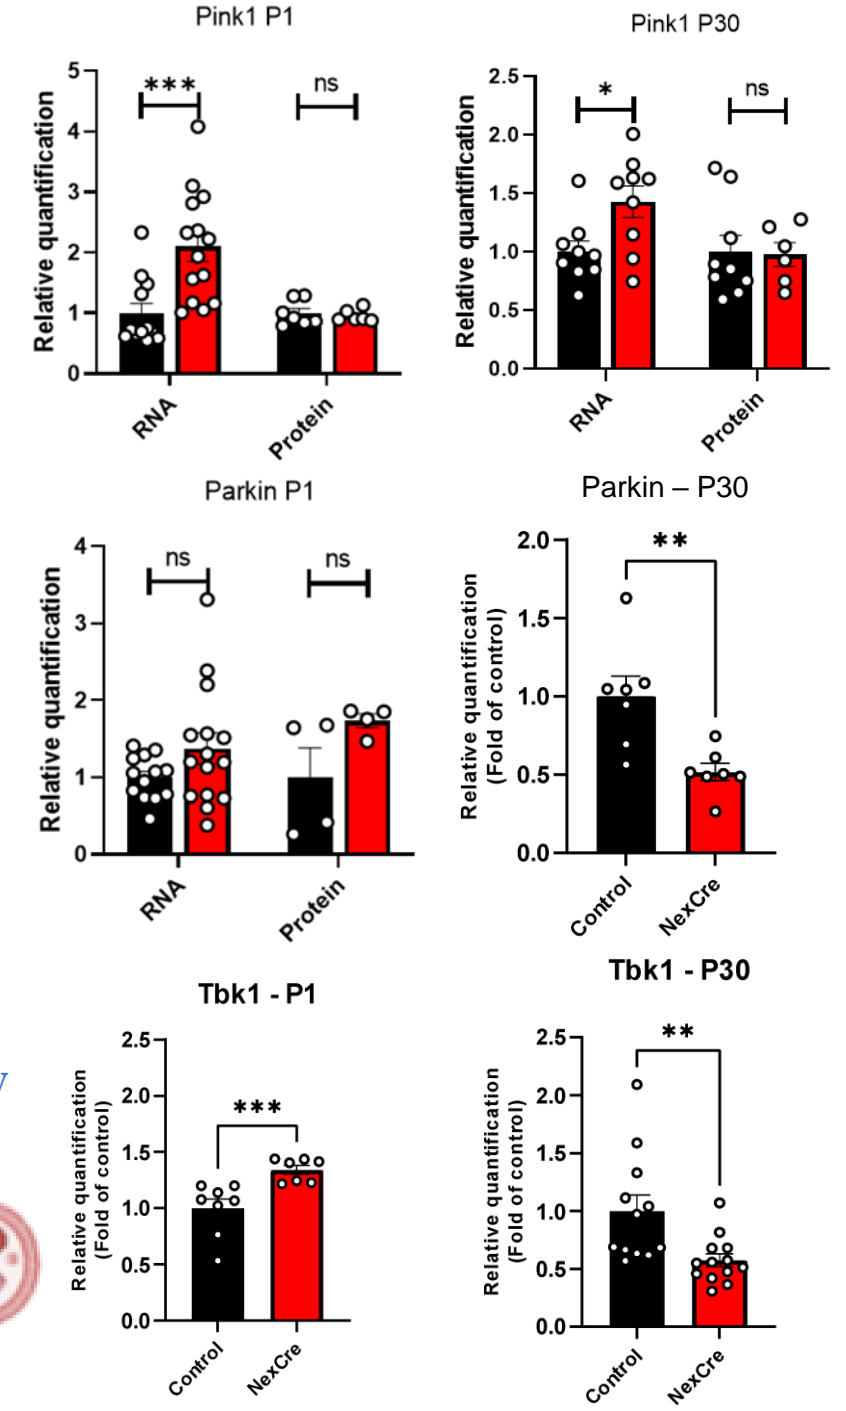 Pink1 P1
Relative quantification
5
4
3
2
1
0
***
ns
RNA
Protein
Pink1 P30
Relative quantification
2.5
2.0
1.5
1.0
0.5
0.0
*
ns
RNA
Protein
Parkin P1
Relative quantification
4
3
2
1
0
ns
ns
RNA
Protein
Parkin – P30
Relative quantification
(Fold of control)
2.0
1.5
1.0
0.5
0.0
**
Control
NexCre
Tbk1 - P1
Relative quantification
(Fold of control)
2.5
2.0
1.5
1.0
0.5
0.0
***
Control
NexCre
Tbk1 - P30
Relative quantification
(Fold of control)
2.5
2.0
1.5
1.0
0.5
0.0
**
Control
NexCre